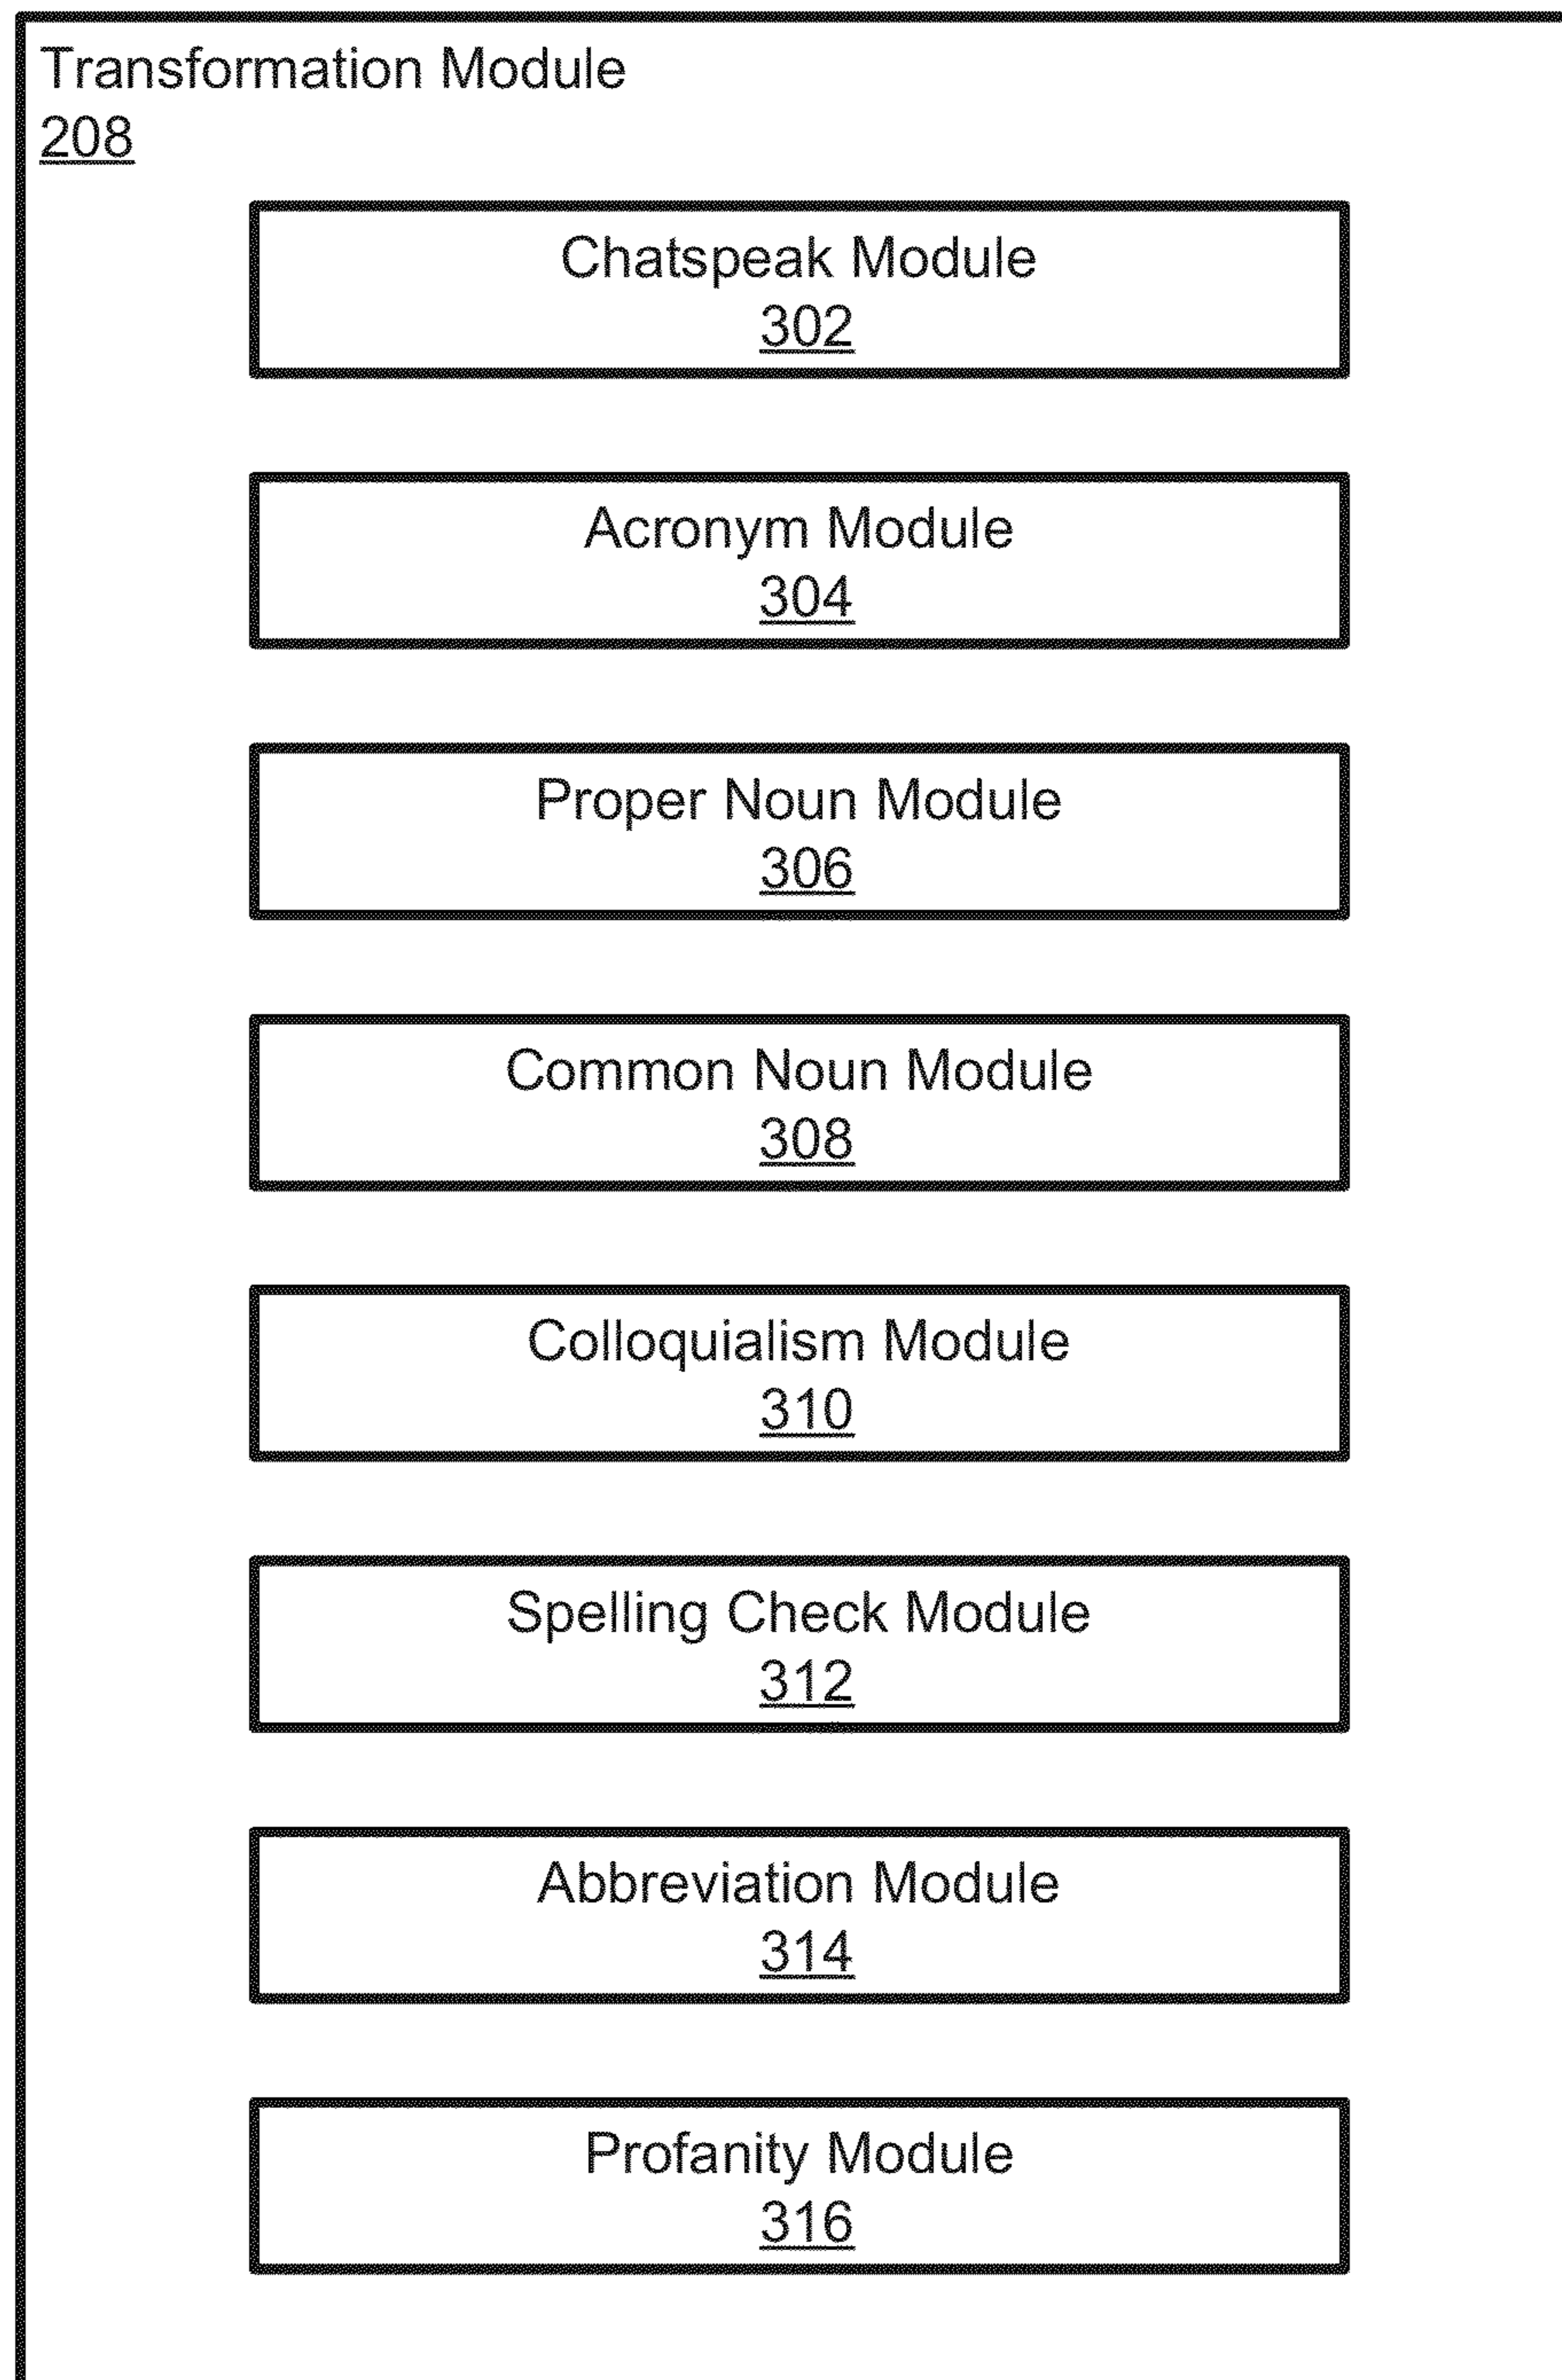 Transformation Module
208
Chatspeak Module
302
Acronym Module
304
Proper Noun Module
306
Common Noun Module
308
Colloquialism Module
310
Spelling Check Module
312
Abbreviation Module
314
Profanity Module
316